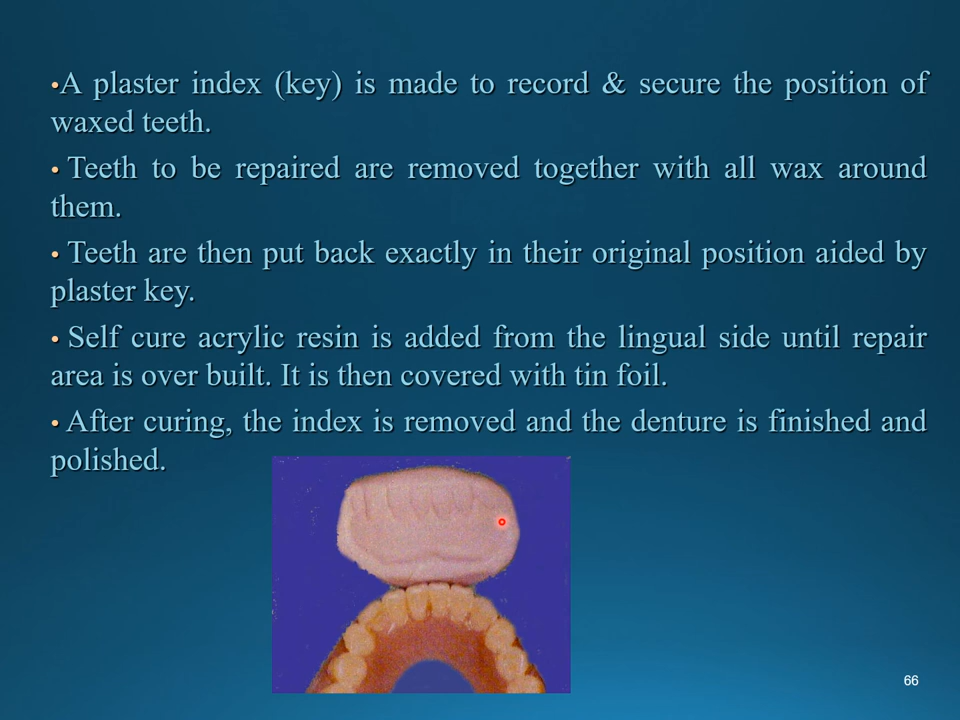 •A plaster index (key) is made to record & secure the position of
waxed teeth.
• Teeth to be repaired are removed together with all wax around
them.
• Teeth are then put back exactly in their original position aided by
plaster key.
• Self cure acrylic resin is added from the lingual side until repair
area is over built. It is then covered with tin foil.
• After curing, the index is removed and the denture is finished and
polished.
66